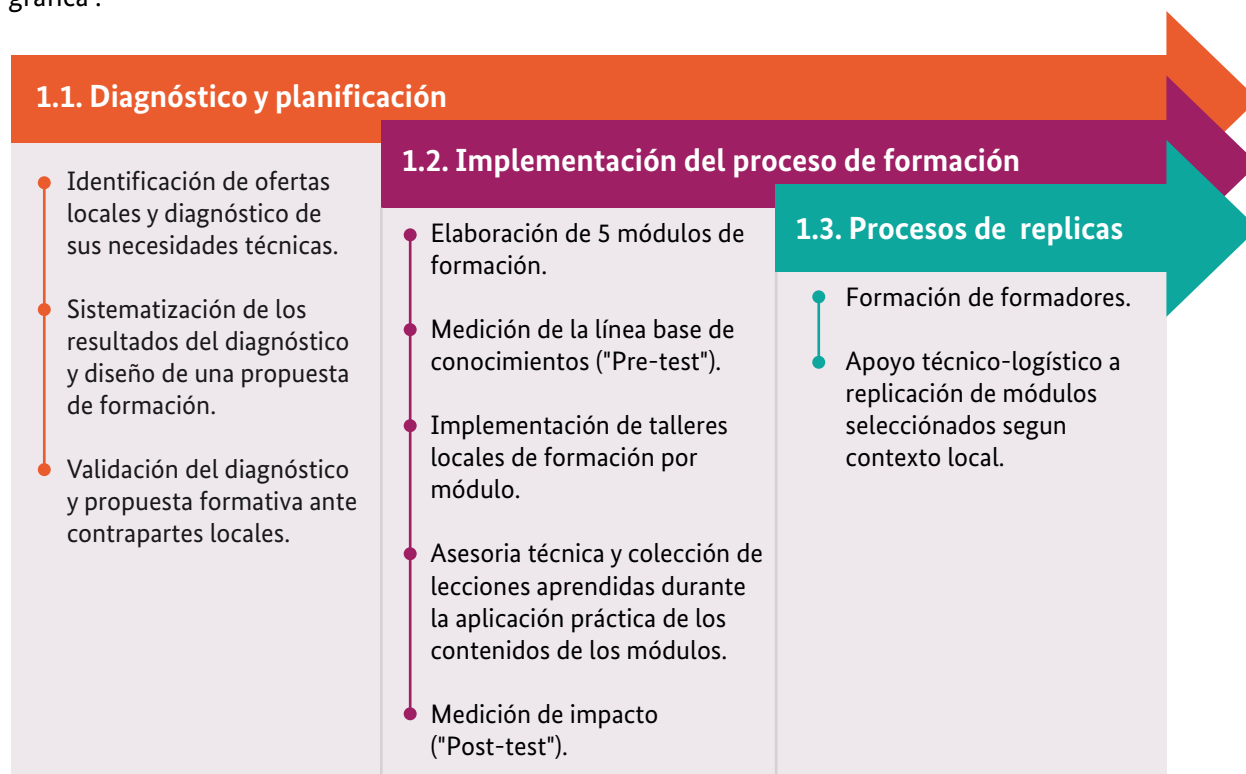 gráfica :
1.1. Diagnóstico y planificación
Identificación de ofertas
locales y diagnóstico de
sus necesidades técnicas.
Sistematización de los
resultados del diagnóstico
y diseño de una propuesta
de formación.
Validación del diagnóstico
y propuesta formativa ante
contrapartes locales.
1.2. Implementación del proceso de formación
Elaboración de 5 módulos de
formación.
Medición de la línea base de
conocimientos ("Pre-test").
Implementación de talleres
locales de formación por
módulo.
Asesoria técnica y colección de
lecciones aprendidas durante
la aplicación práctica de los
contenidos de los módulos.
Medición de impacto
("Post-test").
1.3. Procesos de replicas
Formación de formadores.
Apoyo técnico-logístico a
replicación de módulos
selecciónados segun
contexto local.